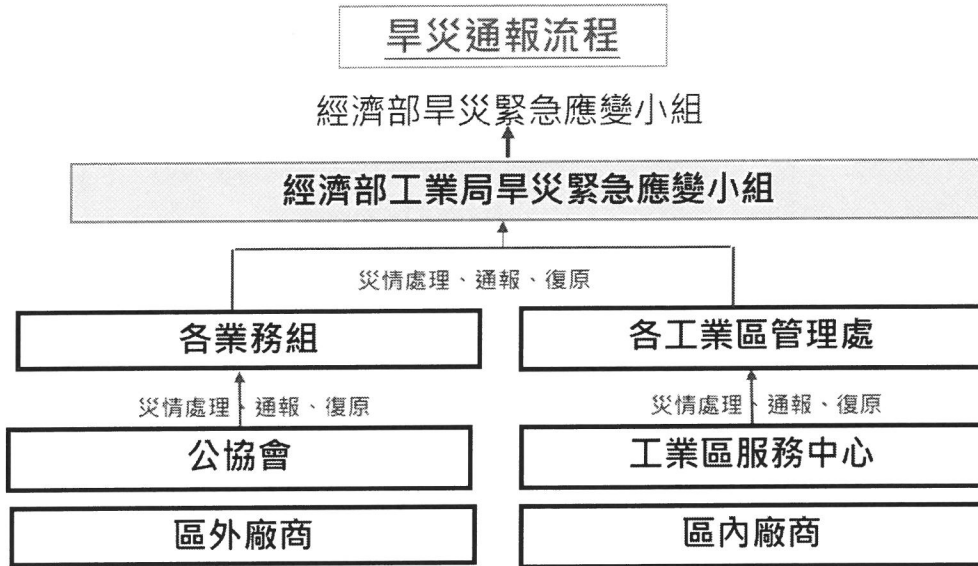 旱災通報流程
經濟部旱災緊急應變小組
經濟部工業局旱災緊急應變小組
災情處理、通報、復原
各業務組
各工業區管理處
災情處理、通報、復原
災情處理、通報、復原
公協會
工業區服務中心
區外廠商
區內廠商